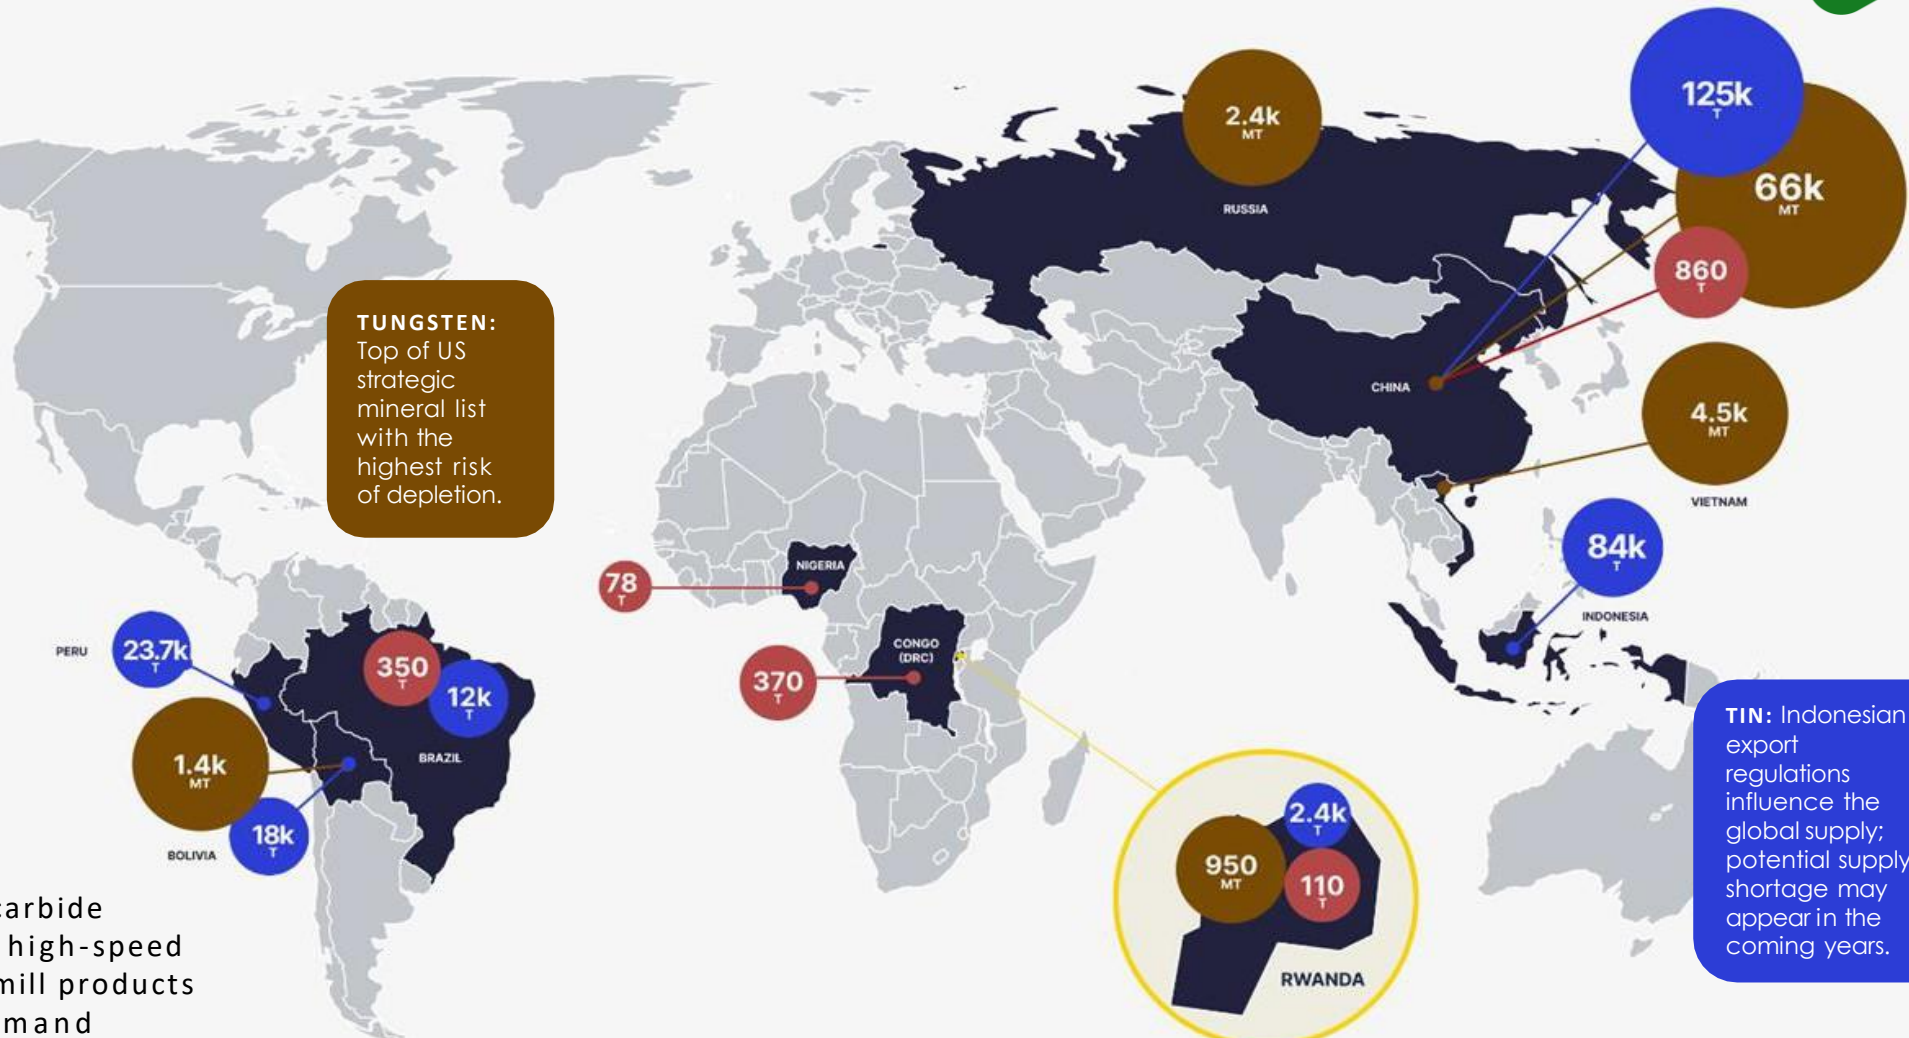 125k
T
2.4k
MT
66k
MT
RUSSIA
860
T
TUNGSTEN:
Top of US
strategic
mineral list
with the
highest risk
of depletion.
CHINA
4.5k
MT
VIETNAM
84k
T
INDONESIA
NIGERIA
78
T
CONGO
(DRC)
370
T
PERU
23.7k
T
350
T
12k
T
BRAZIL
1.4k
MT
18k
T
BOLIVIA
TIN: Indonesian
export
regulations
influence the
global supply;
potential supply
shortage may
appear in the
coming years.
2.4k
T
950
MT
110
T
RWANDA
carbide
high-speed
mill products
mand